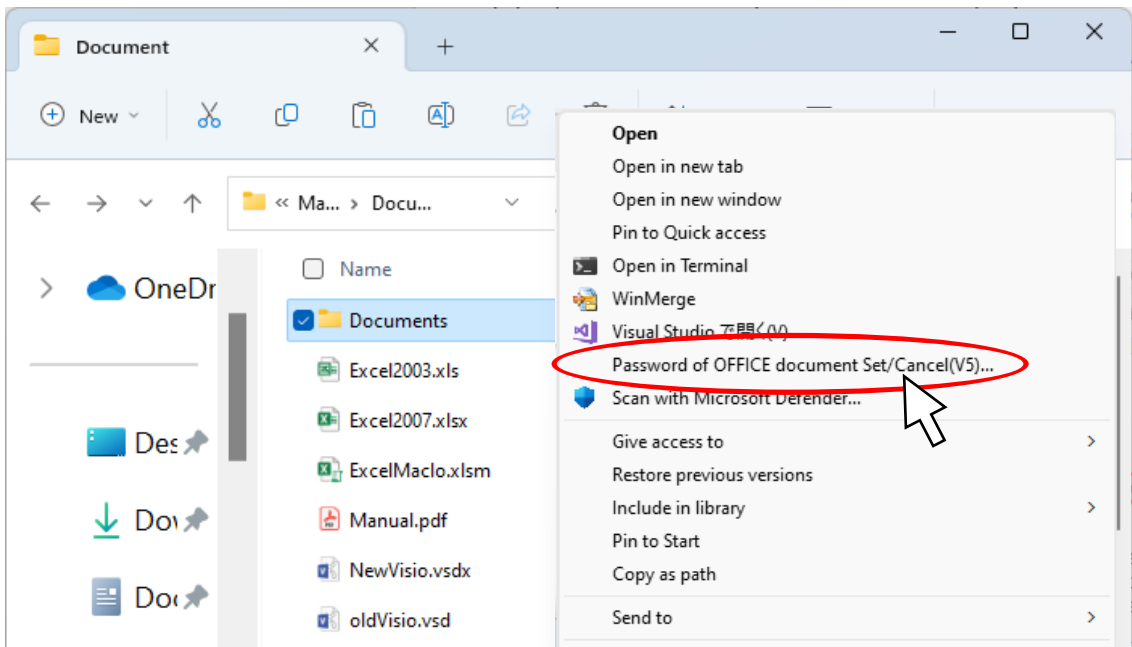 Document
New
Ma... > Docu...
OneDr
Des
Dow
Doc
Name
Documents
Excel2003.xls
Excel2007.xlsx
ExcelMaclo.xlsm
Manual.pdf
NewVisio.vsdx
oldVisio.vsd
Open
Open in new tab
Open in new window
Pin to Quick access
Open in Terminal
WinMerge
Visual Studio で開く(V)
Password of OFFICE document Set/Cancel(V5)...
Scan with Microsoft Defender...
Give access to
Restore previous versions
Include in library
Pin to Start
Copy as path
Send to